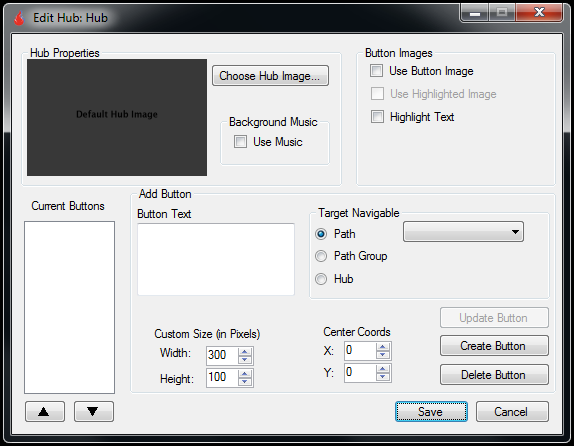 Edit Hub: Hub
Hub Properties
Default Hub Image
Choose Hub Image...
Background Music
Use Music
Button Images
Use Button Image
Use Highlighted Image
Highlight Text
Current Buttons
Add Button
Button Text
Target Navigable
Path
Path Group
Hub
Custom Size (in Pixels)
Width: 300
Height: 100
Center Coords
X: 0
Y: 0
Update Button
Create Button
Delete Button
Save
Cancel